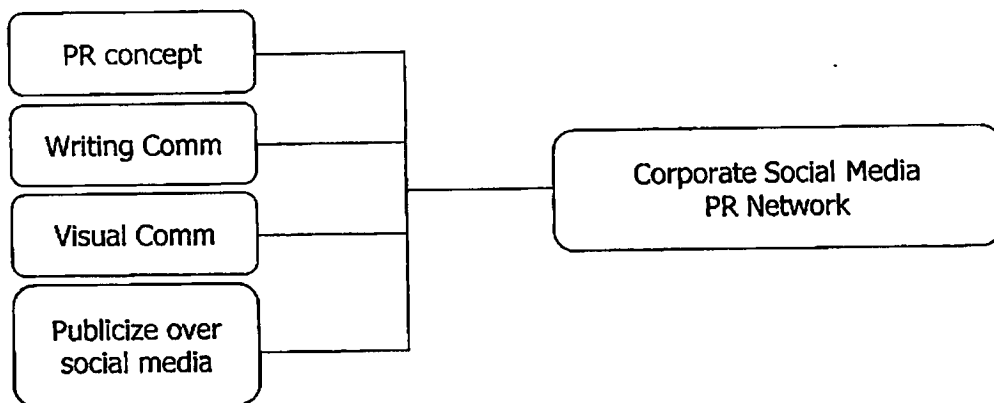 PR concept
Writing Comm
Visual Comm
Publicize over
social media
Corporate Social Media
PR Network